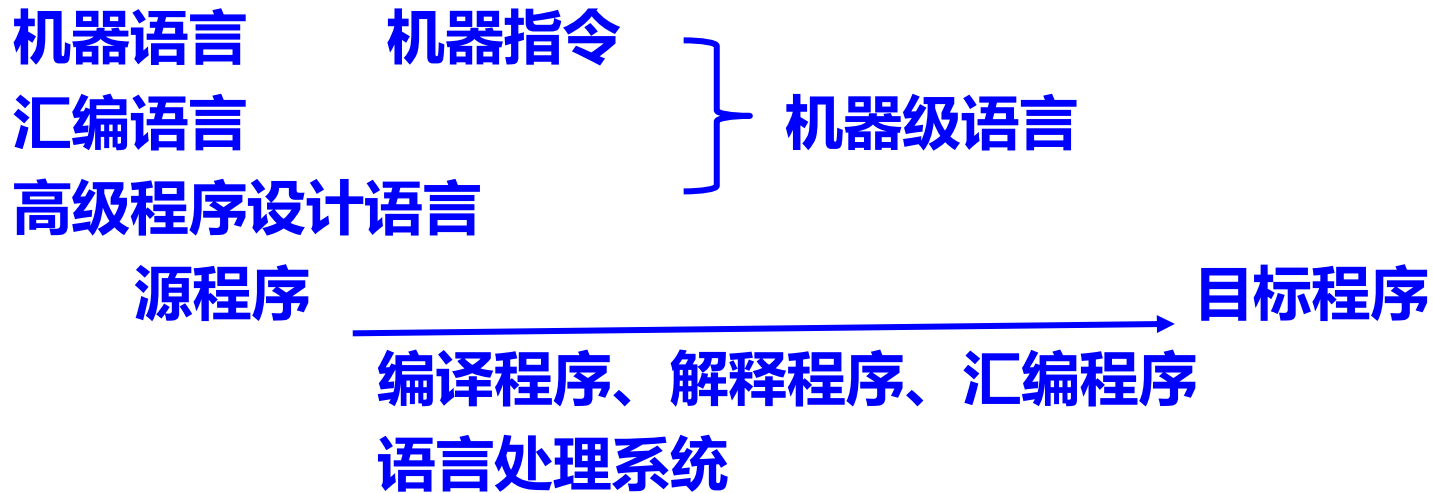 机器语言 机器指令
汇编语言 机器级语言
高级程序设计语言
源程序 目标程序
编译程序、解释程序、汇编程序
语言处理系统